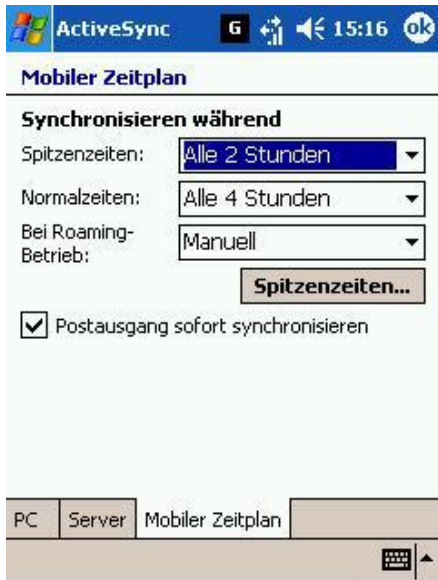 ActiveSync G 15:16 ok
Mobiler Zeitplan
Synchronisieren während
Spitzenzeiten: Alle 2 Stunden
Normalzeiten: Alle 4 Stunden
Bei Roaming-
Betrieb: Manuell
Spitzenzeiten...
Postausgang sofort synchronisieren
PC Server Mobiler Zeitplan